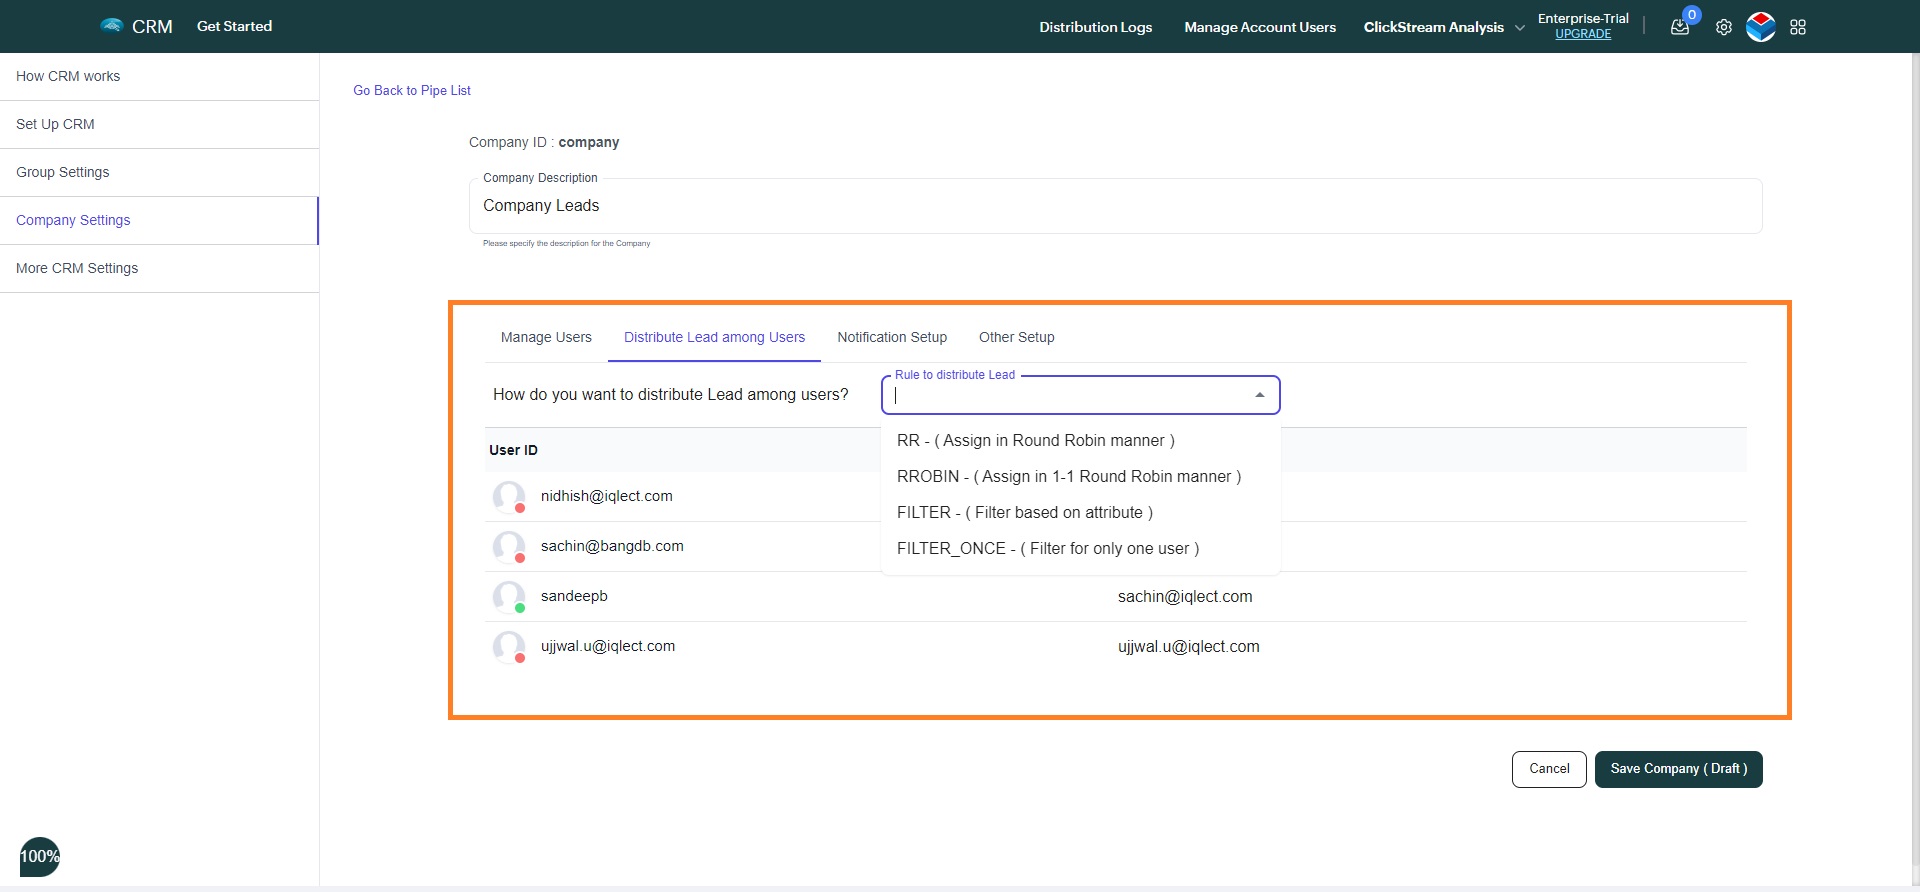 CRM Get Started Distribution Logs Manage Account Users ClickStream Analysis Enterprise-Trial 0
UPGRADE
How CRM works
Set Up CRM
Group Settings
Company Settings
More CRM Settings
100%
Go Back to Pipe List
Company ID : company
Company Description
Company Leads
Please specify the description for the Company
Manage Users Distribute Lead among Users Notification Setup Other Setup
Rule to distribute Lead
How do you want to distribute Lead among users?
RR - ( Assign in Round Robin manner )
RROBIN - ( Assign in 1-1 Round Robin manner )
FILTER - ( Filter based on attribute )
FILTER_ONCE - ( Filter for only one user )
User ID
nidhish@iqlect.com
sachin@bangdb.com
sandeepb sachin@iqlect.com
ujjwal.u@iqlect.com ujjwal.u@iqlect.com
Cancel Save Company ( Draft )